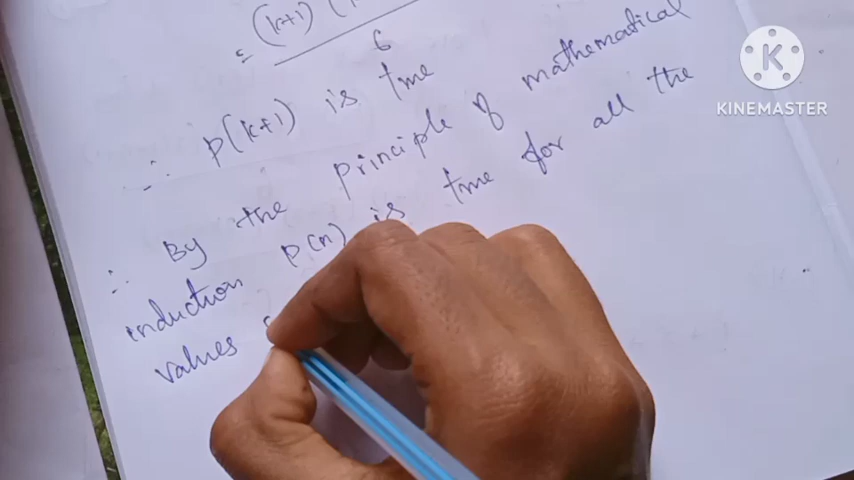 = (k+1) (k
6
∴ P(k+1) is true
∴ By the principle of mathematical
induction P(n) is true for all the
values
KINEMASTER